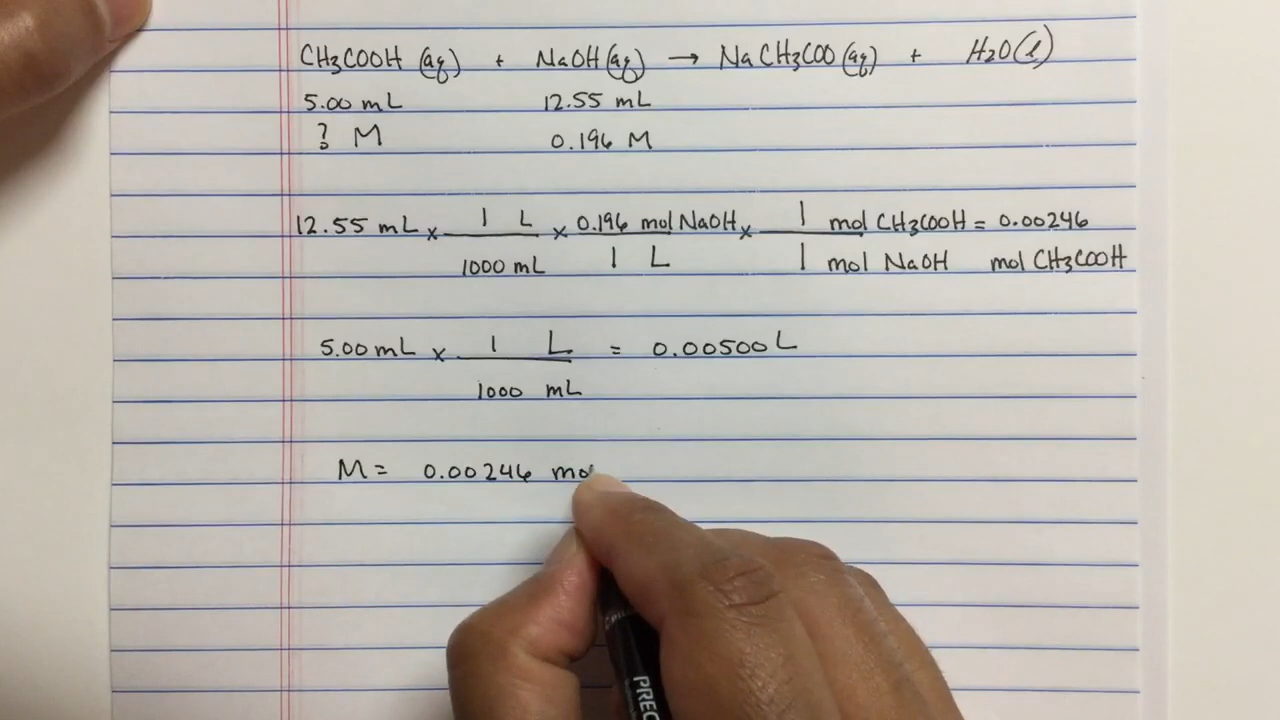 CH3COOH (aq) + NaOH (aq) → NaCH3COO (aq) + H2O(l)
5.00 mL 12.55 mL
? M 0.196 M
12.55 mL × 1 L × 0.196 mol NaOH × 1 mol CH3COOH = 0.00246
1000 mL 1 L 1 mol NaOH mol CH3COOH
5.00 mL × 1 L = 0.00500 L
1000 mL
M = 0.00246 mo
PREC